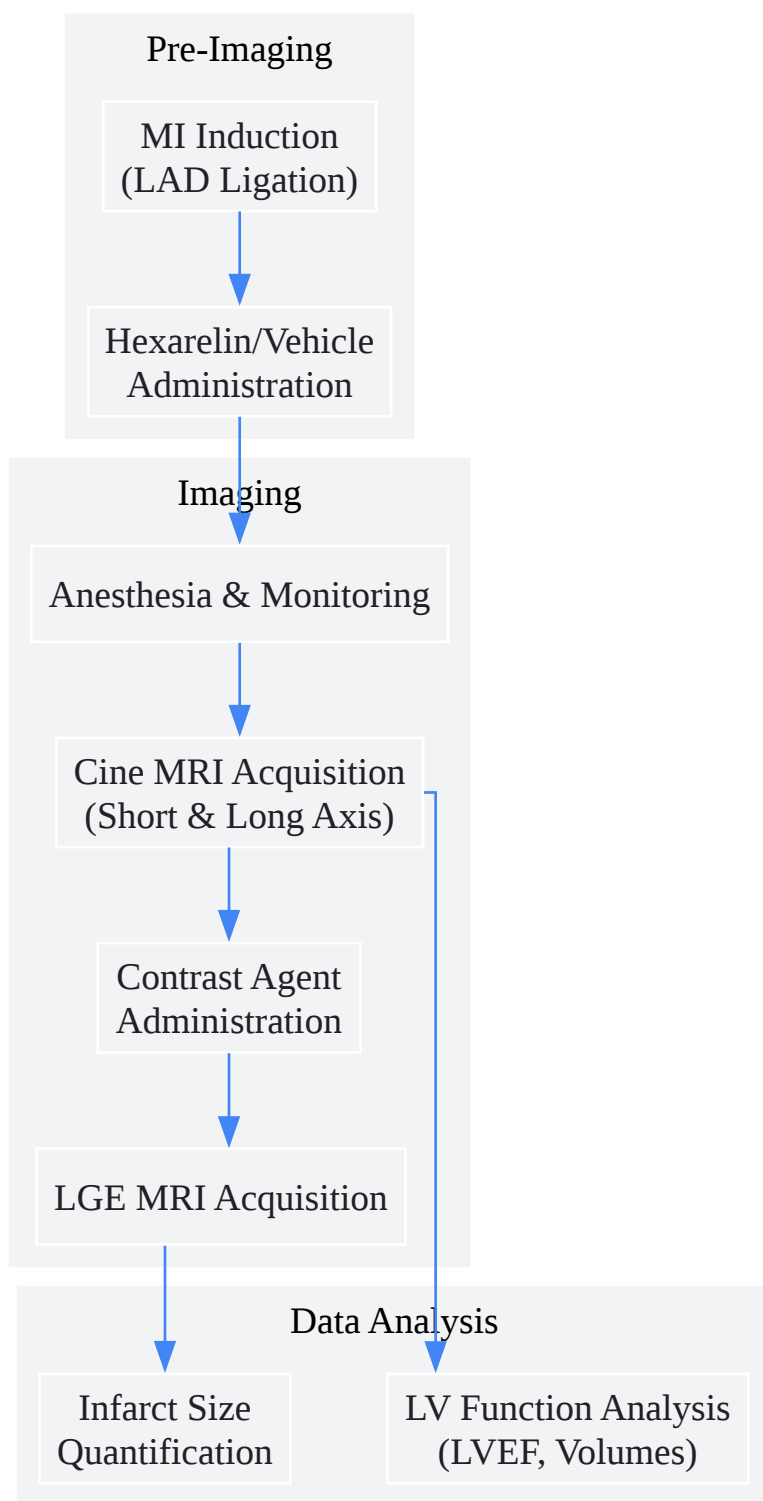 Pre-Imaging
MI Induction
(LAD Ligation)
Hexarelin/Vehicle
Administration
Imaging
Anesthesia & Monitoring
Cine MRI Acquisition
(Short & Long Axis)
Contrast Agent
Administration
LGE MRI Acquisition
Data Analysis
Infarct Size
Quantification
LV Function Analysis
(LVEF, Volumes)